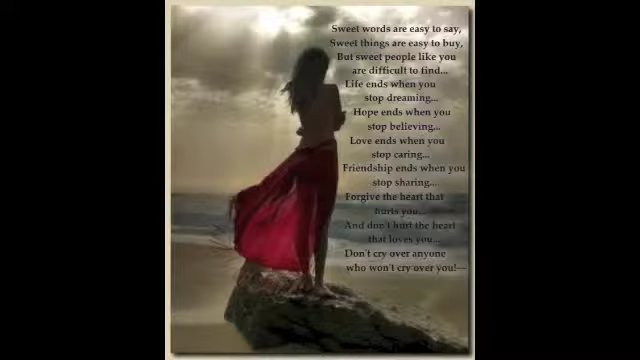 Sweet words are easy to say,
Sweet things are easy to buy,
But sweet people like you
are difficult to find...
Life ends when you
stop dreaming...
Hope ends when you
stop believing...
Love ends when you
stop caring...
Friendship ends when you
stop sharing...
Forgive the heart that
hurts you...
And don't hurt the heart
that loves you...
Don't cry over anyone
who won't cry over you!---